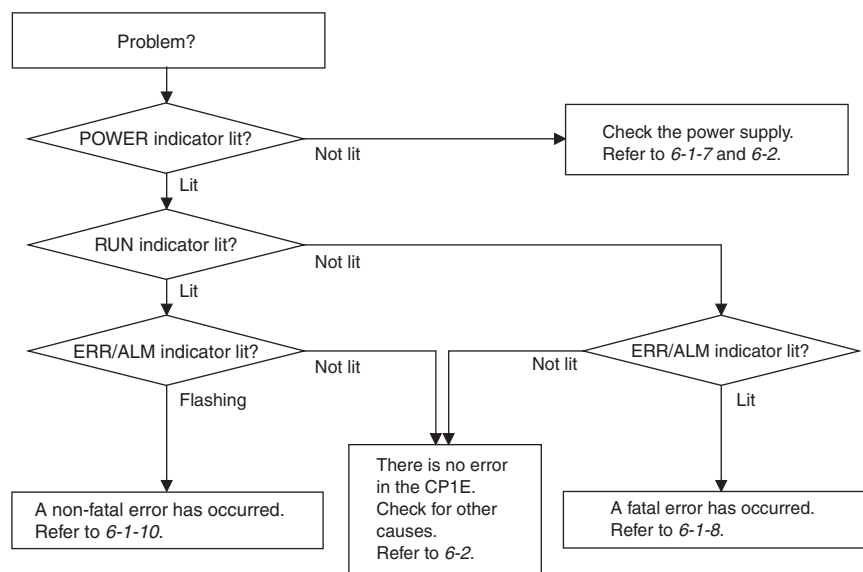 Problem?
POWER indicator lit?
Not lit
Check the power supply.
Refer to 6-1-7 and 6-2.
Lit
RUN indicator lit?
Not lit
Lit
ERR/ALM indicator lit?
Not lit
Flashing
ERR/ALM indicator lit?
Not lit
Lit
A non-fatal error has occurred.
Refer to 6-1-10.
There is no error
in the CP1E.
Check for other
causes.
Refer to 6-2.
A fatal error has occurred.
Refer to 6-1-8.